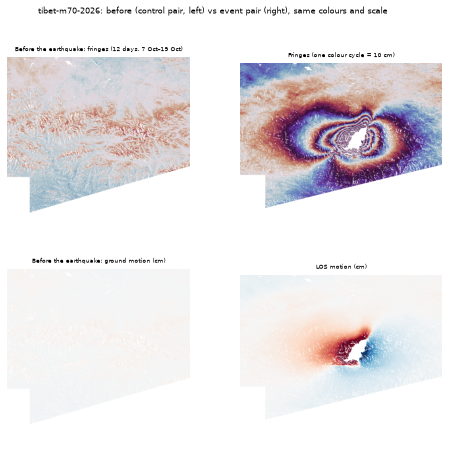 tibet-m70-2026: before (control pair, left) vs event pair (right), same colours and scale
Before the earthquake: fringes (12 days, 7 Oct-19 Oct)
Fringes (one colour cycle = 10 cm)
Before the earthquake: ground motion (cm)
LOS motion (cm)